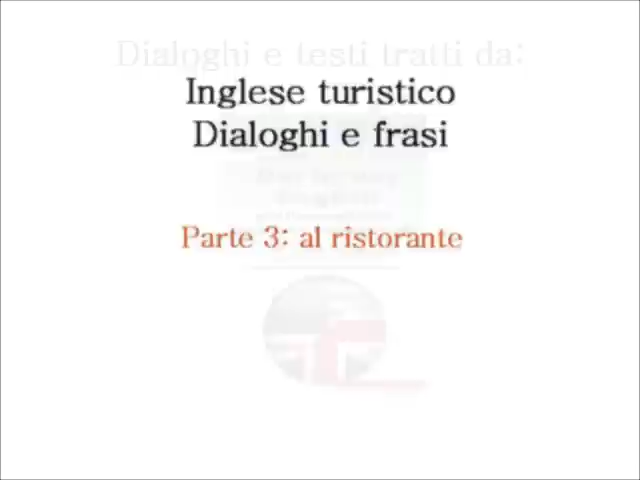 Dialoghi e testi tratti da:
Inglese turistico
Dialoghi e frasi
Parte 3: al ristorante